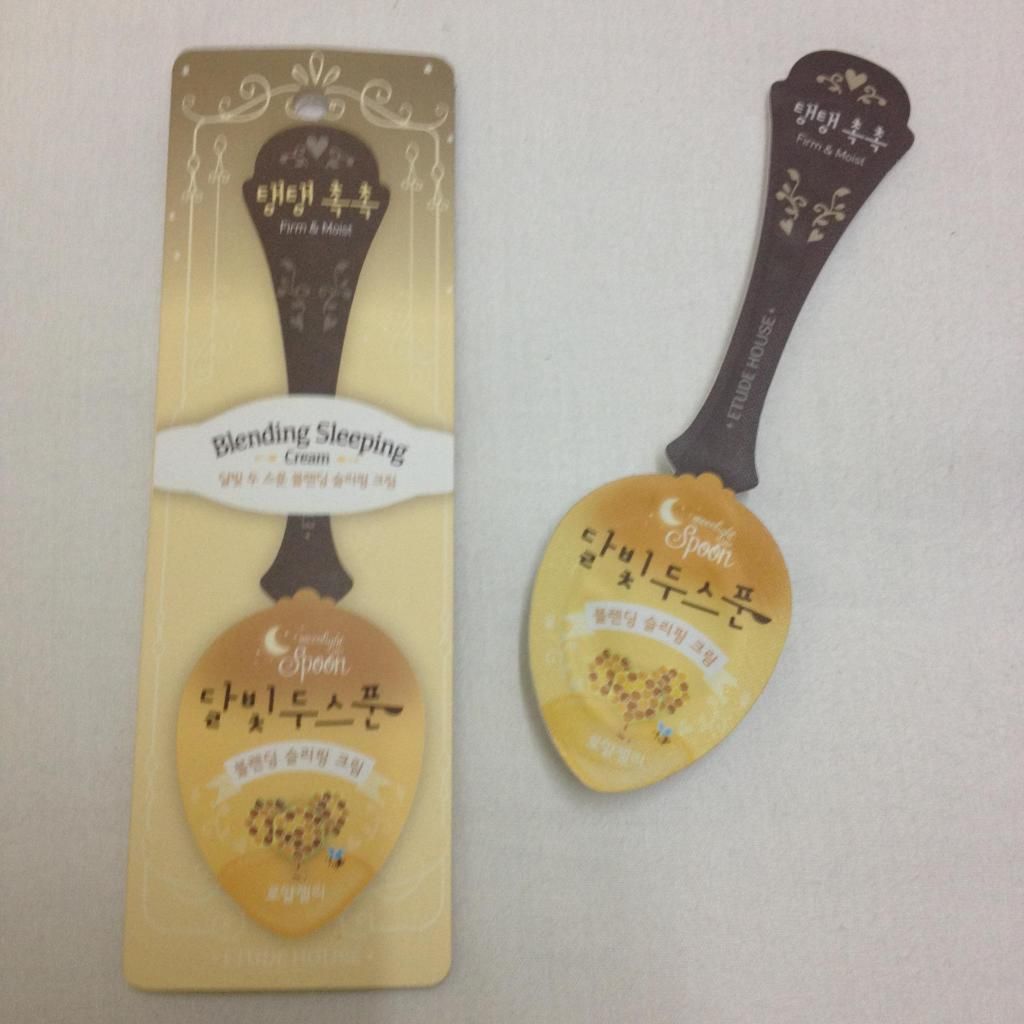 탱탱 촉촉
Firm & Moist
Blending Sleeping
Cream
달빛 두 스푼 블렌딩 슬리핑 크림
moonlight
Spoon
달빛두스푼
블렌딩 슬리핑 크림
로얄젤리
ETUDE HOUSE
탱탱 촉촉
Firm & Moist
ETUDE HOUSE
moonlight
Spoon
달빛두스푼
블렌딩 슬리핑 크림
로얄젤리